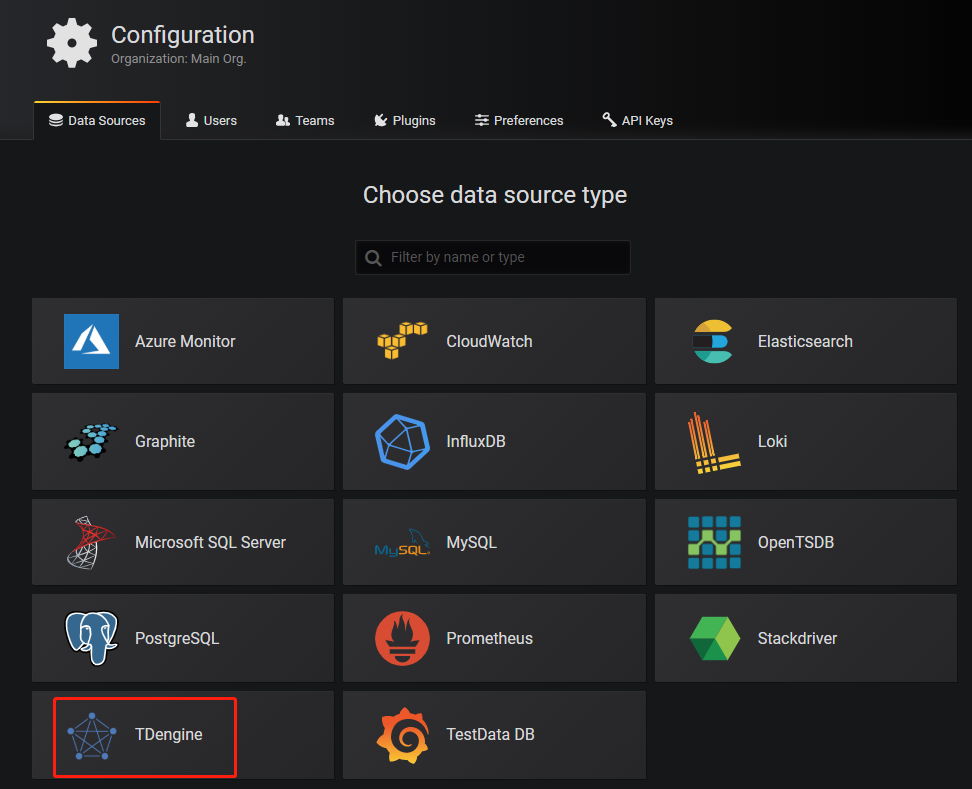 Configuration
Organization: Main Org.
Data Sources
Users
Teams
Plugins
Preferences
API Keys
Choose data source type
Filter by name or type
Azure Monitor
CloudWatch
Elasticsearch
Graphite
InfluxDB
Loki
Microsoft SQL Server
MySQL
MySQL
OpenTSDB
PostgreSQL
Prometheus
Stackdriver
TDengine
TestData DB